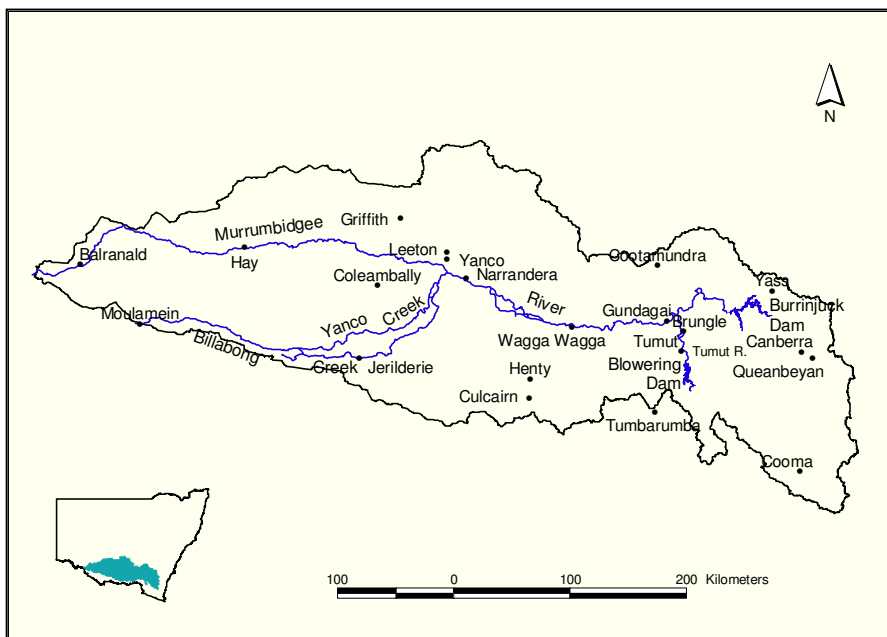 N
Murrumbidgee
Griffith
Balranald
Hay
Leeton
Yanco
Cootamundra
Coleambally
Narrandera
Yass
Moulamein
Yanco
Creek
River
Gundagai
Burrinjuck
Dam
Brungle
Billabong
Wagga Wagga
Tumut
Tumut R.
Canberra
Creek
Jerilderie
Henty
Blowering
Dam
Queanbeyan
Culcairn
Tumbarumba
Cooma
100 0 100 200 Kilometers